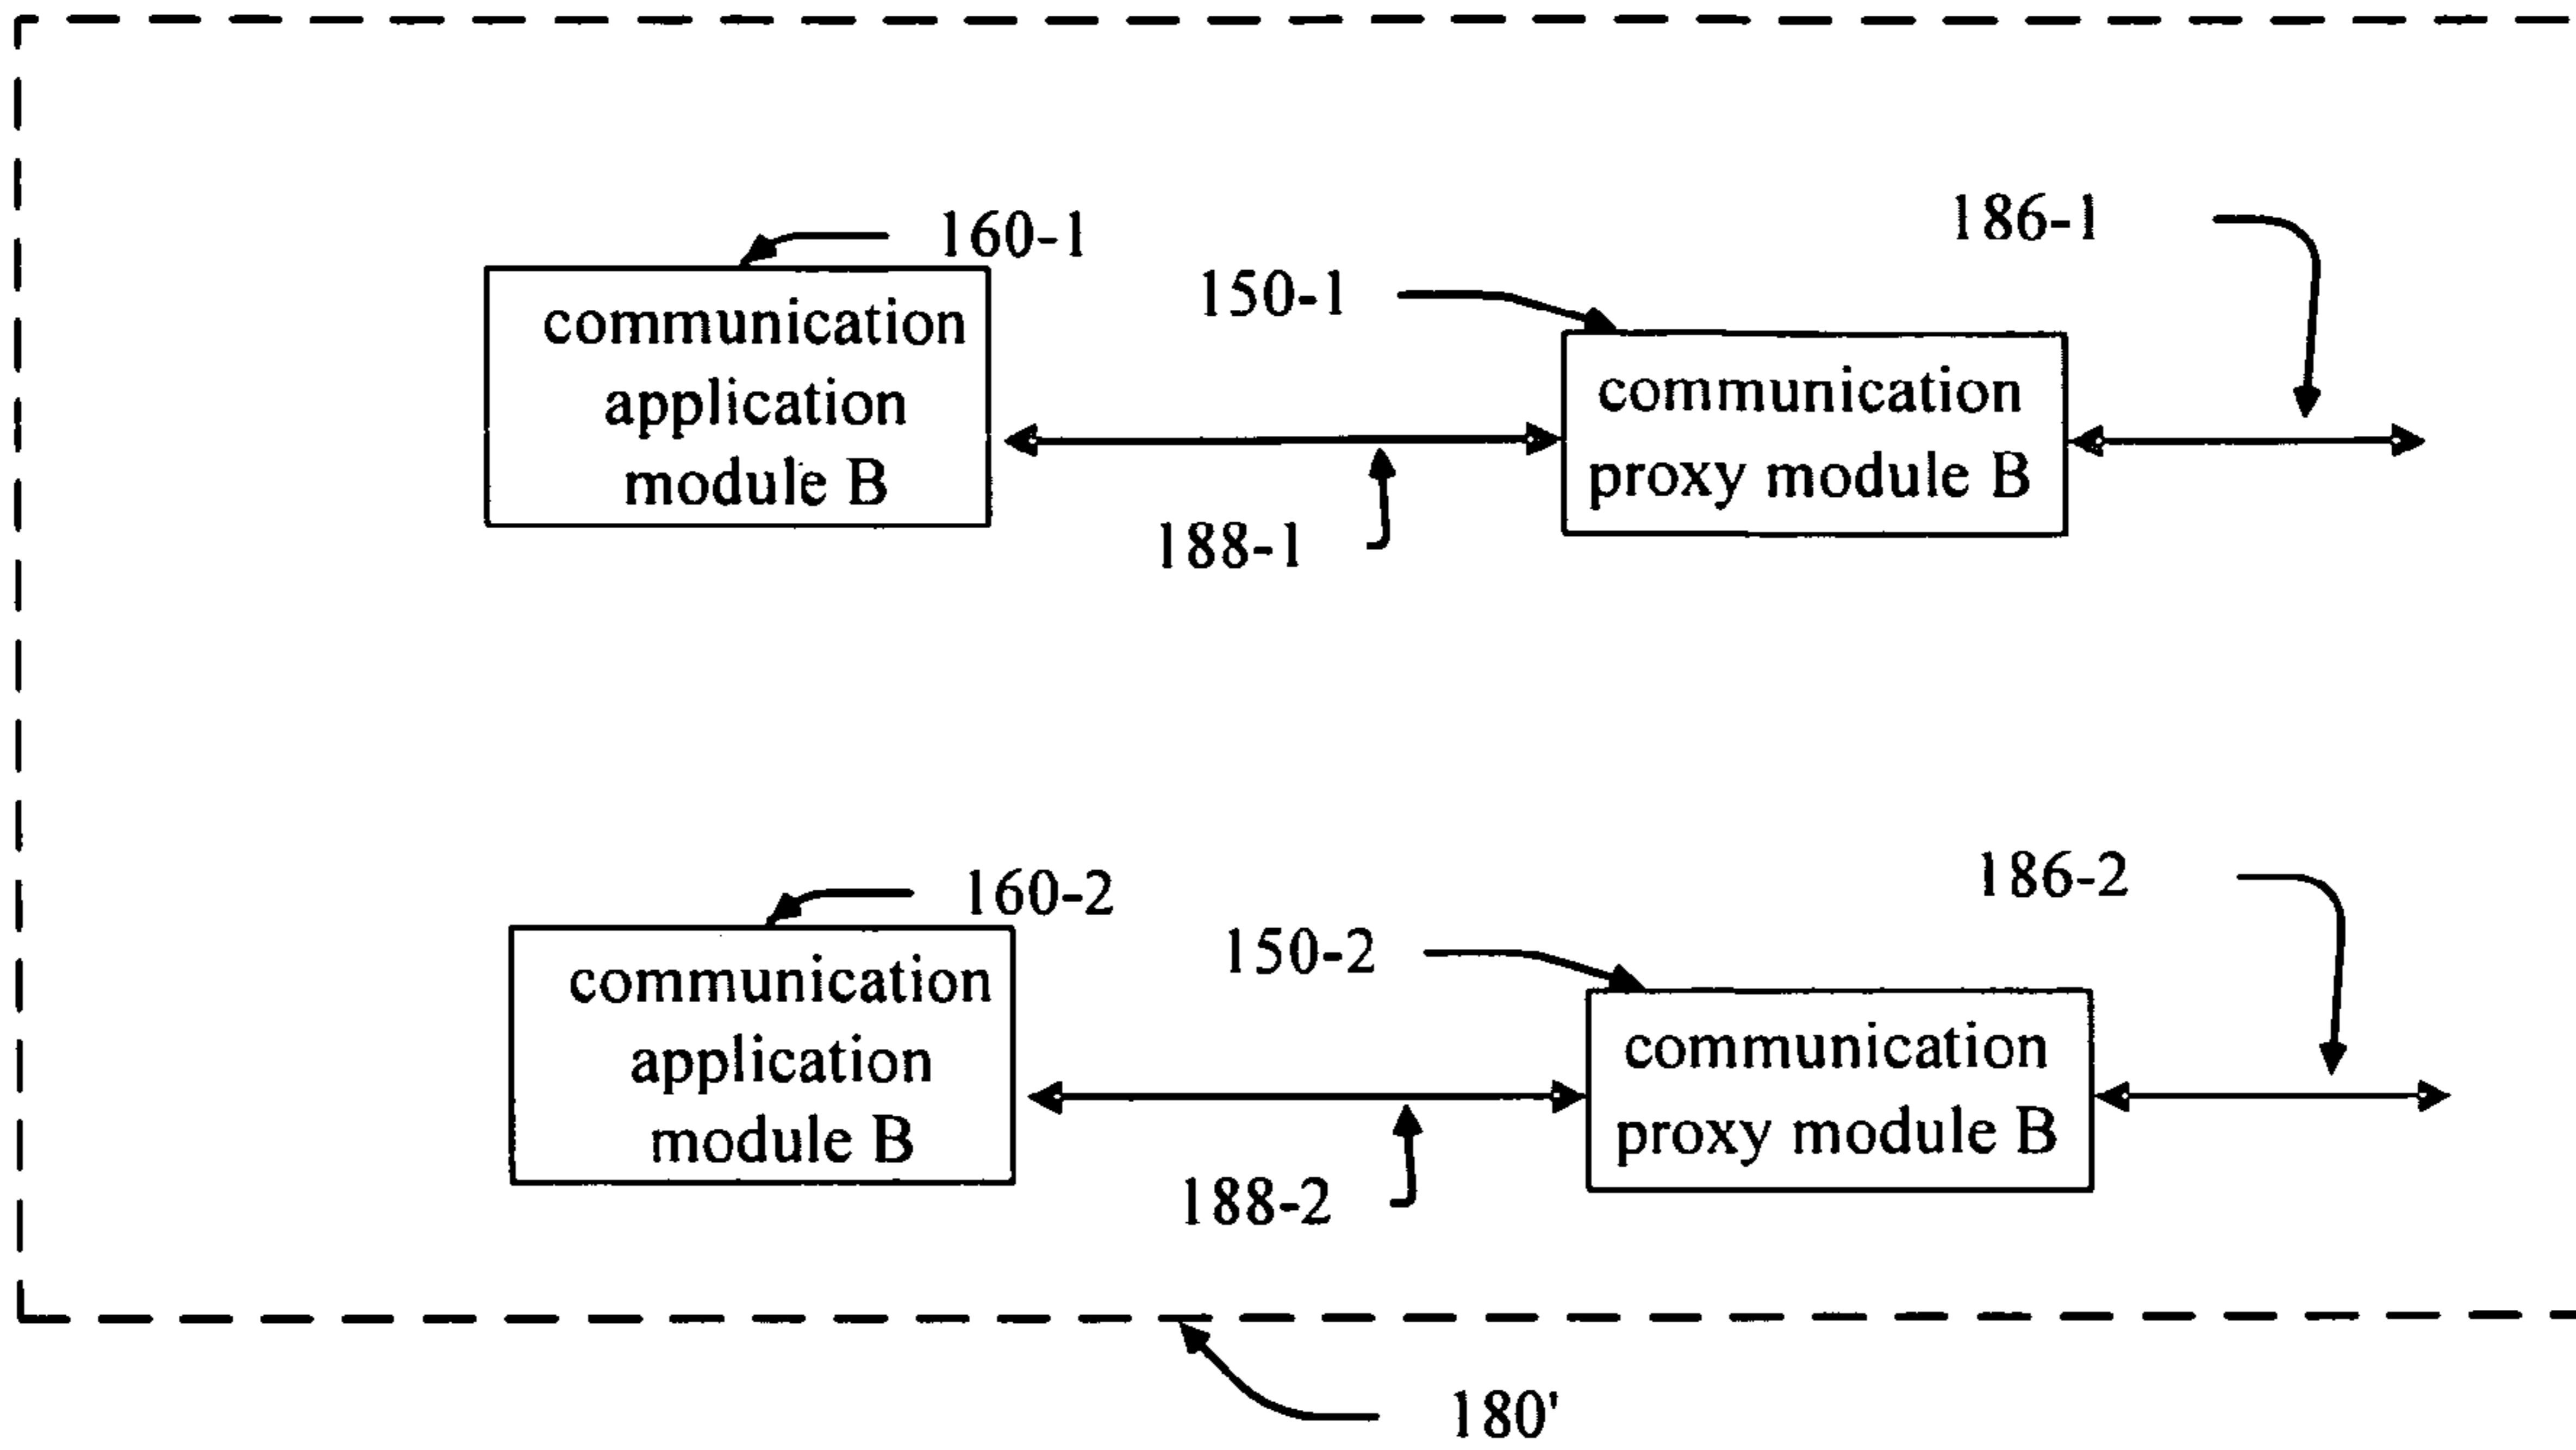 160-1
186-1
150-1
communication
application
module B
communication
proxy module B
188-1
160-2
186-2
150-2
communication
application
module B
communication
proxy module B
188-2
180'